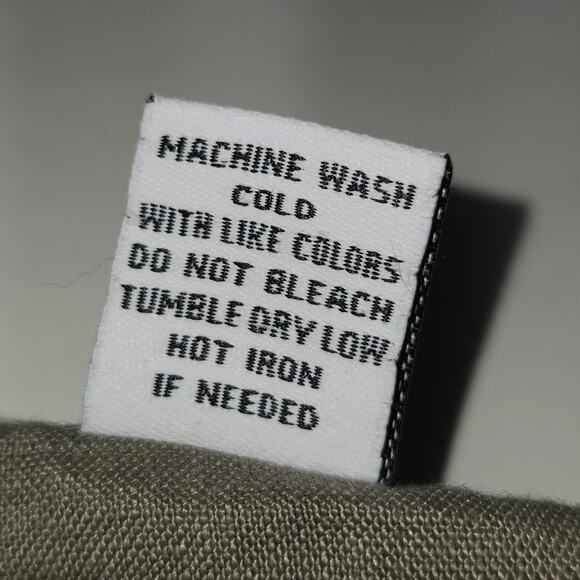 MACHINE WASH
COLD
WITH LIKE COLORS
DO NOT BLEACH
TUMBLE DRY LOW
HOT IRON
IF NEEDED